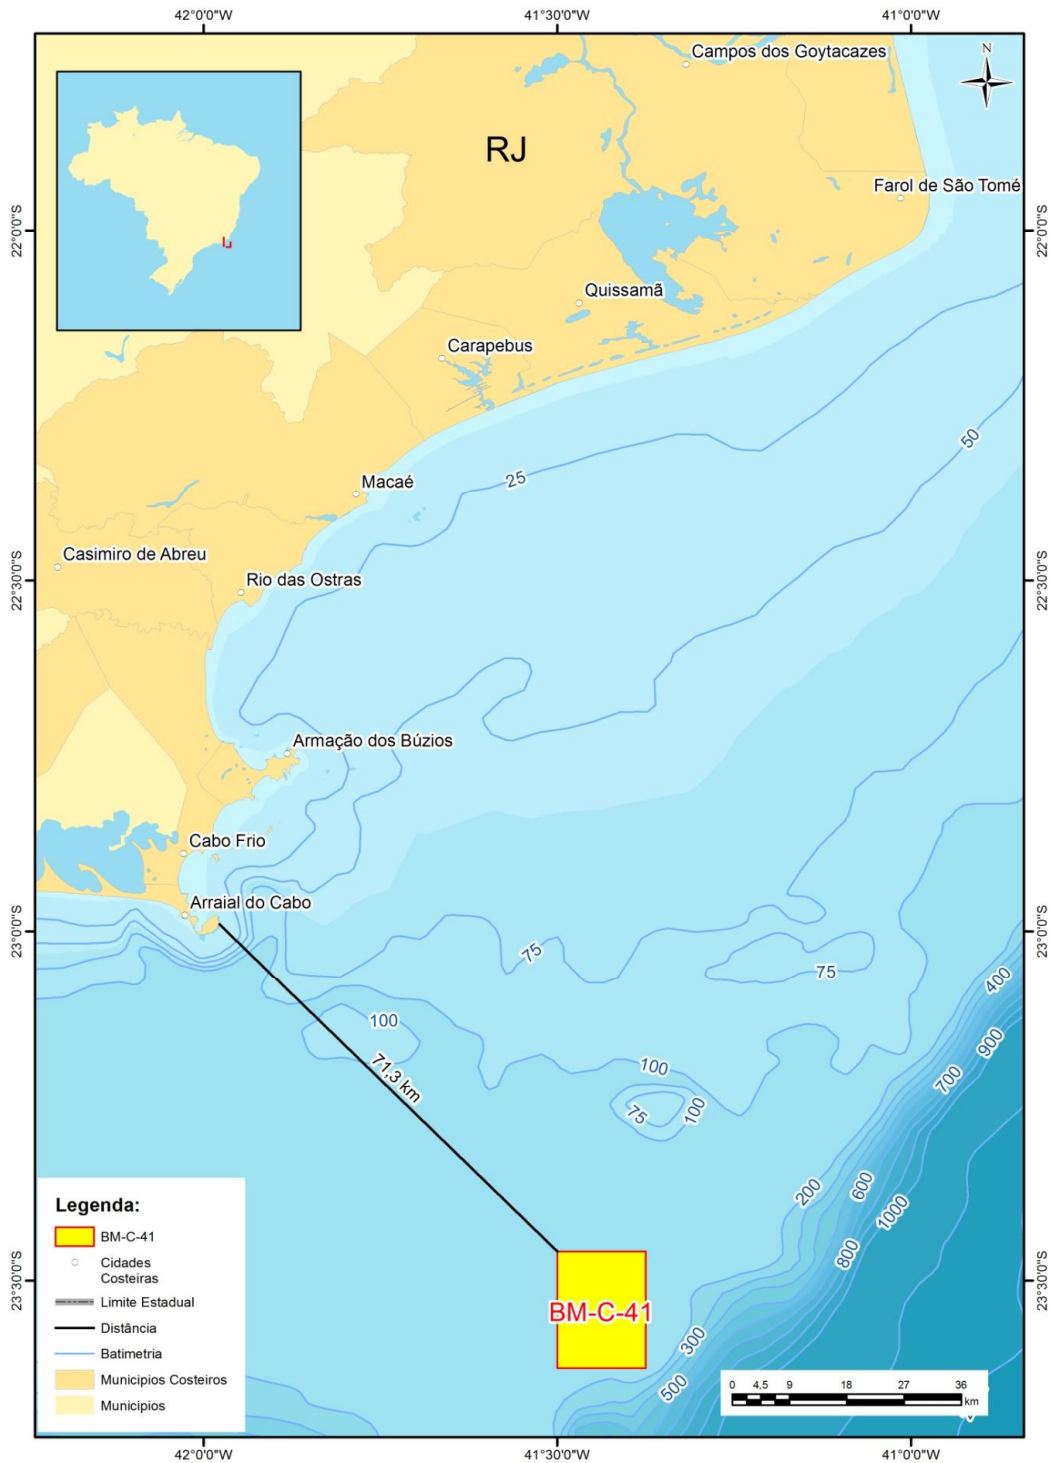 42°0'0"W
41°30'0"W
41°0'0"W
N
Campos dos Goytacazes
RJ
Farol de São Tomé
22°0'0"S
22°0'0"S
Quissamã
Carapebus
50
25
Macaé
Casimiro de Abreu
22°30'0"S
22°30'0"S
Rio das Ostras
Armação dos Búzios
Cabo Frio
Arraial do Cabo
23°0'0"S
23°0'0"S
75
75
400
100
900
100
71,3 km
700
75
100
200
600
1000
800
Legenda:
BM-C-41
Cidades
Costeiras
Limite Estadual
Distância
Batimetria
Municipios Costeiros
Municipios
23°30'0"S
23°30'0"S
BM-C-41
300
500
0 4,5 9 18 27 36
km
42°0'0"W
41°30'0"W
41°0'0"W